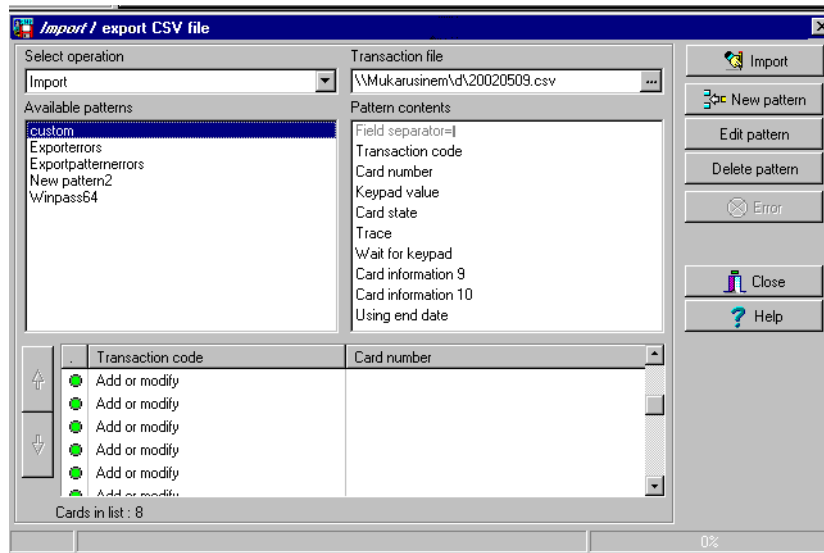 Import / export CSV file
Select operation
Import
Transaction file
\\Mukarusinem\d\20020509.csv ...
Available patterns
custom
Exporterrors
Exportpatternerrors
New pattern2
Winpass64
Pattern contents
Field separator=|
Transaction code
Card number
Keypad value
Card state
Trace
Wait for keypad
Card information 9
Card information 10
Using end date
Import
New pattern
Edit pattern
Delete pattern
Error
Close
Help
. Transaction code Card number
Add or modify
Add or modify
Add or modify
Add or modify
Add or modify
Add or modify
Cards in list : 8
0%